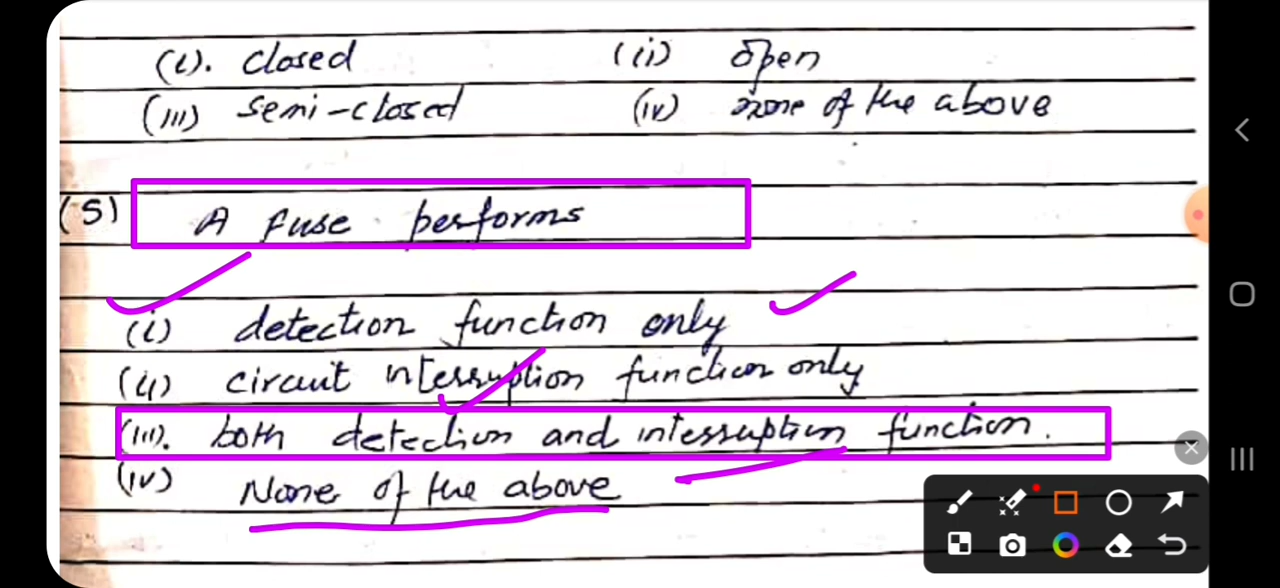 (i). closed (ii) open
(iii) semi-closed (iv) none of the above
(5) A fuse performs
(i) detection function only
(ii) circuit interruption function only
(iii). both detection and interruption function.
(iv) None of the above